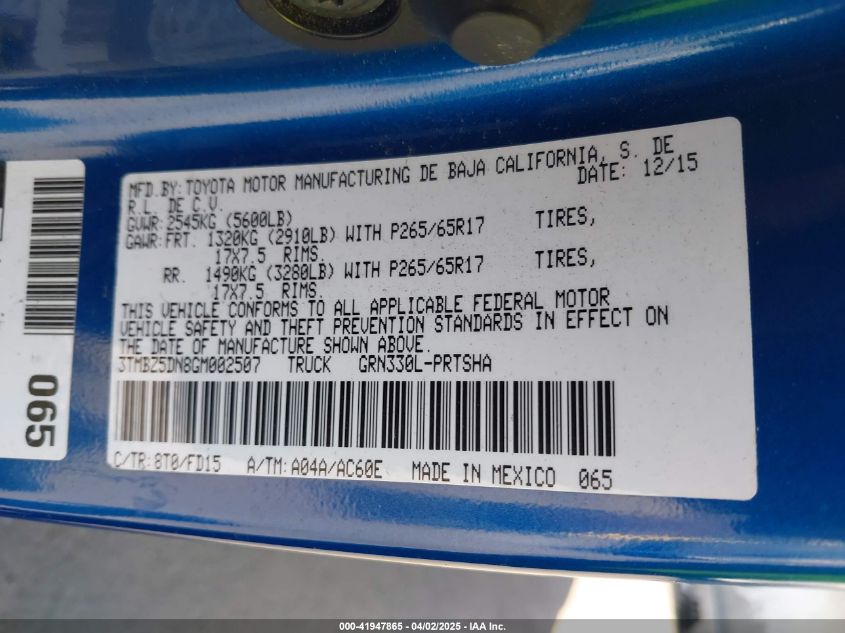 MFD.BY:TOYOTA MOTOR MANUFACTURING DE BAJA CALIFORNIA, S. DE
R.L. DE C.V. DATE: 12/15
GVWR:2545KG (5600LB)
GAWR:FRT. 1320KG (2910LB) WITH P265/65R17 TIRES,
17X7.5 RIMS.
RR. 1490KG (3280LB) WITH P265/65R17 TIRES,
17X7.5 RIMS.
THIS VEHICLE CONFORMS TO ALL APPLICABLE FEDERAL MOTOR
VEHICLE SAFETY AND THEFT PREVENTION STANDARDS IN EFFECT ON
THE DATE OF MANUFACTURE SHOWN ABOVE.
3TMBZ5DN8GM002507 TRUCK GRN330L-PRTSHA
C/TR:8T0/FD15 A/TM:A04A/AC60E MADE IN MEXICO 065
065
000-41947865 - 04/02/2025 - IAA Inc.